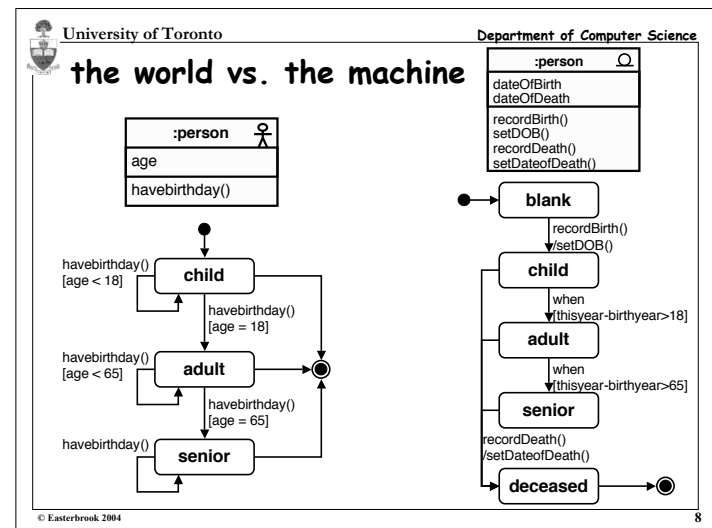 University of Toronto
Department of Computer Science
the world vs. the machine
:person
age
havebirthday()
havebirthday()
[age < 18]
child
havebirthday()
[age = 18]
havebirthday()
[age < 65]
adult
havebirthday()
[age = 65]
havebirthday()
senior
:person
dateOfBirth
dateOfDeath
recordBirth()
setDOB()
recordDeath()
setDateofDeath()
blank
recordBirth()
/setDOB()
child
when
[thisyear-birthyear>18]
adult
when
[thisyear-birthyear>65]
senior
recordDeath()
/setDateofDeath()
deceased
© Easterbrook 2004
8